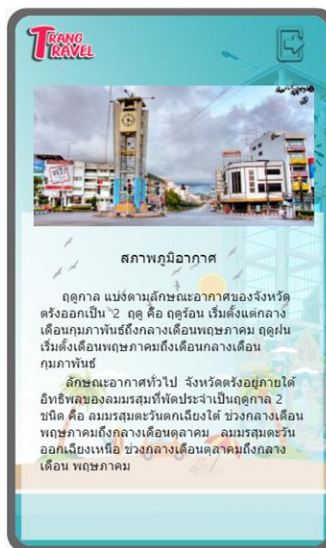 TRANG
TRAVEL
สภาพภูมิอากาศ
ฤดูกาล แบ่งตามลักษณะอากาศของจังหวัด
ตรังออกเป็น 2 ฤดู คือ ฤดูร้อน เริ่มตั้งแต่กลาง
เดือนกุมภาพันธ์ถึงกลางเดือนพฤษภาคม ฤดูฝน
เริ่มตั้งเดือนพฤษภาคมถึงเดือนกลางเดือน
กุมภาพันธ์
ลักษณะอากาศทั่วไป จังหวัดตรังอยู่ภายใต้
อิทธิพลของลมมรสุมที่พัดประจำเป็นฤดูกาล 2
ชนิด คือ ลมมรสุมตะวันตกเฉียงใต้ ช่วงกลางเดือน
พฤษภาคมถึงกลางเดือนตุลาคม ลมมรสุมตะวัน
ออกเฉียงเหนือ ช่วงกลางเดือนตุลาคมถึงกลาง
เดือน พฤษภาคม